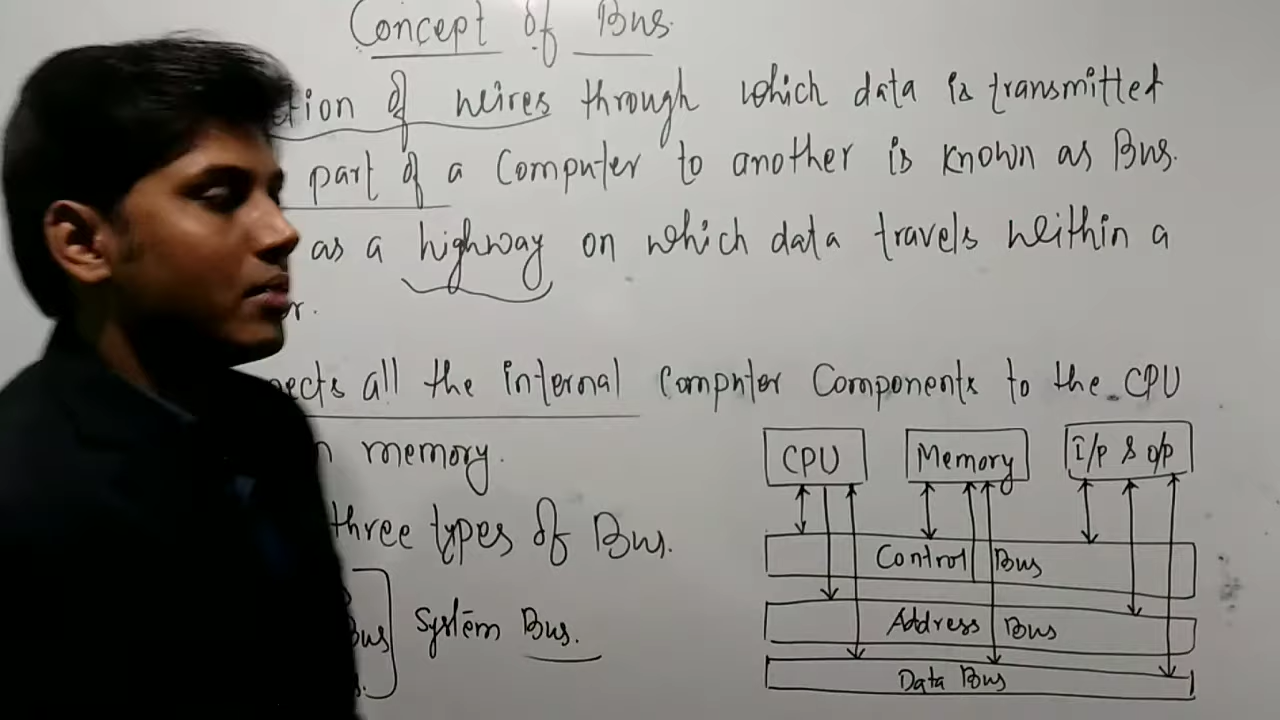 Concept of Bus.
of wires through which data is transmitted
part of a Computer to another is known as Bus.
as a highway on which data travels within a
all the internal Computer Components to the CPU
memory.
three types of Bus.
System Bus.
CPU
Memory
I/p & o/p
Control Bus
Address Bus
Data Bus